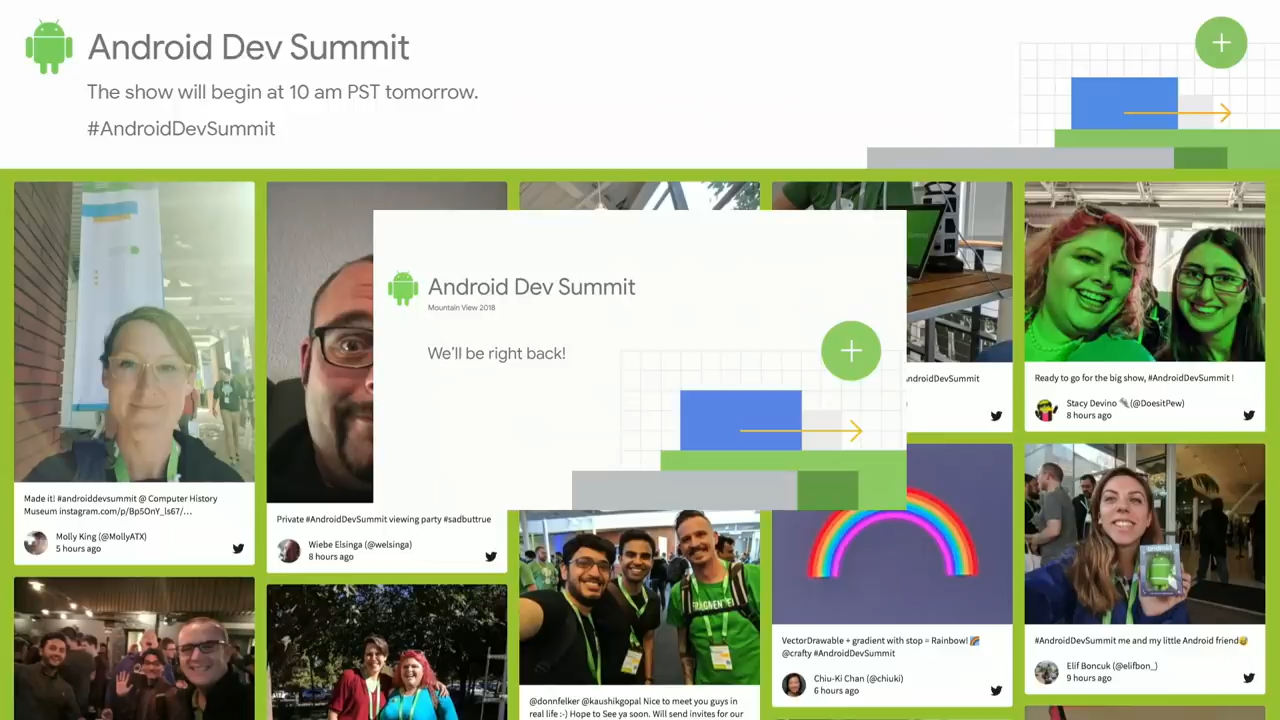 Android Dev Summit
The show will begin at 10 am PST tomorrow.
#AndroidDevSummit
Android Dev Summit
Mountain View 2018
We'll be right back!
Made it! #androiddevsummit @ Computer History
Museum instagram.com/p/Bp5OnY_ls67/…
Molly King (@MollyATX)
5 hours ago
Private #AndroidDevSummit viewing party #sadbuttrue
Wiebe Elsinga (@welsinga)
8 hours ago
FRAGMENTED
@donnfelker @kaushikgopal Nice to meet you guys in
real life :-) Hope to See ya soon. Will send invites for our
AndroidDevSummit
VectorDrawable + gradient with stop = Rainbow! 🌈
@crafty #AndroidDevSummit
Chiu-Ki Chan (@chiuki)
6 hours ago
Ready to go for the big show, #AndroidDevSummit !
Stacy Devino 🔌(@DoesitPew)
8 hours ago
#AndroidDevSummit me and my little Android friend😅
Elif Boncuk (@elifbon_)
9 hours ago